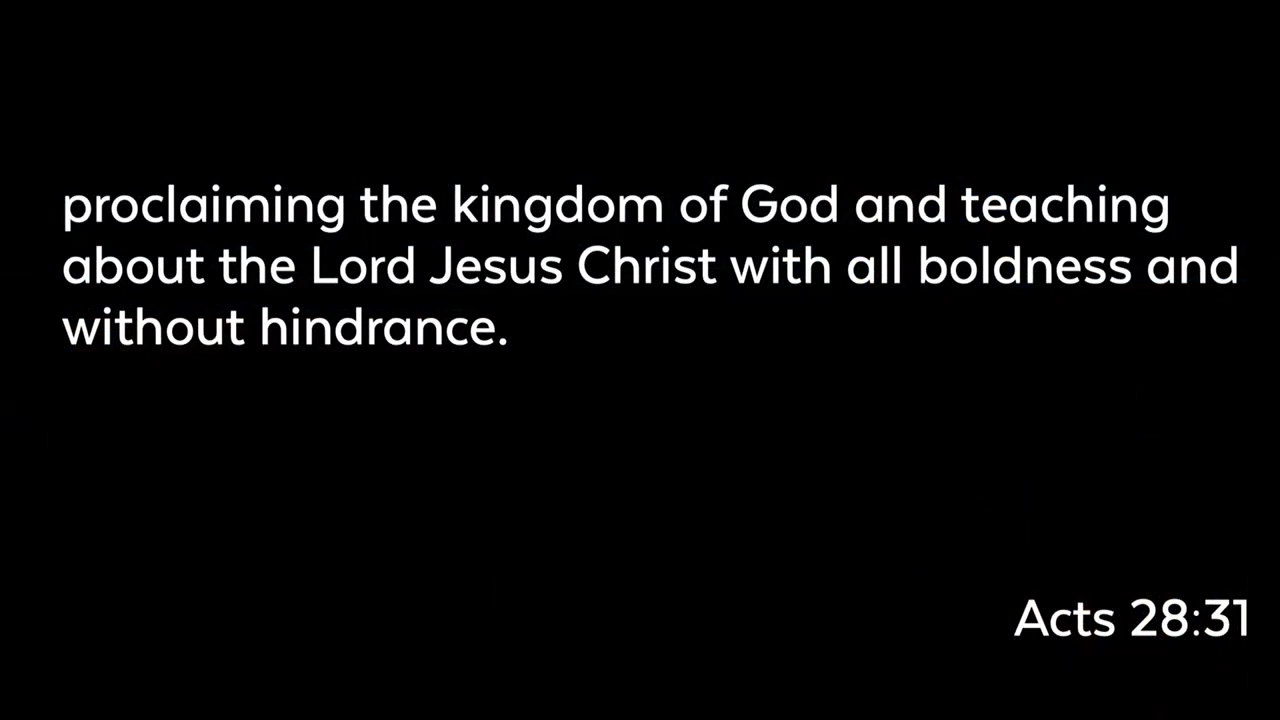 proclaiming the kingdom of God and teaching
about the Lord Jesus Christ with all boldness and
without hindrance.
Acts 28:31